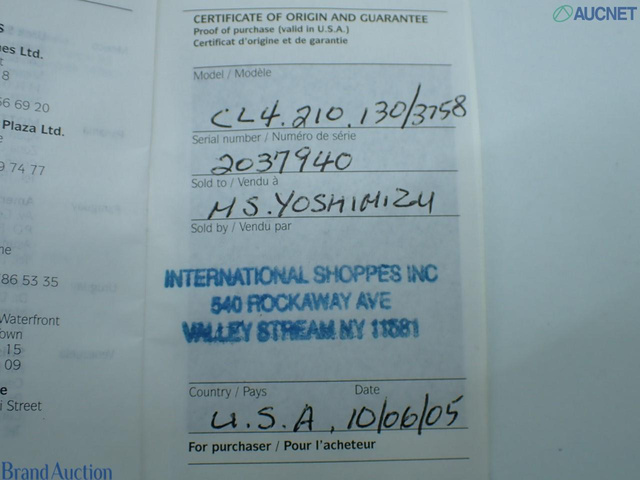 AUCNET
s
es Ltd.
t
8
56 69 20
Plaza Ltd.
e
9 74 77
ne
86 53 35
Waterfront
own
15
09
e
i Street
Brand Auction
CERTIFICATE OF ORIGIN AND GUARANTEE
Proof of purchase (valid in U.S.A.)
Certificat d'origine et de garantie
Model / Modèle
CL4.210.130/3758
Serial number / Numéro de série
2037940
Sold to / Vendu à
MS. YOSHIMIZU
Sold by / Vendu par
INTERNATIONAL SHOPPES INC
540 ROCKAWAY AVE
VALLEY STREAM. NY 11581
Country / Pays Date
U.S.A, 10/06/05
For purchaser / Pour l'acheteur